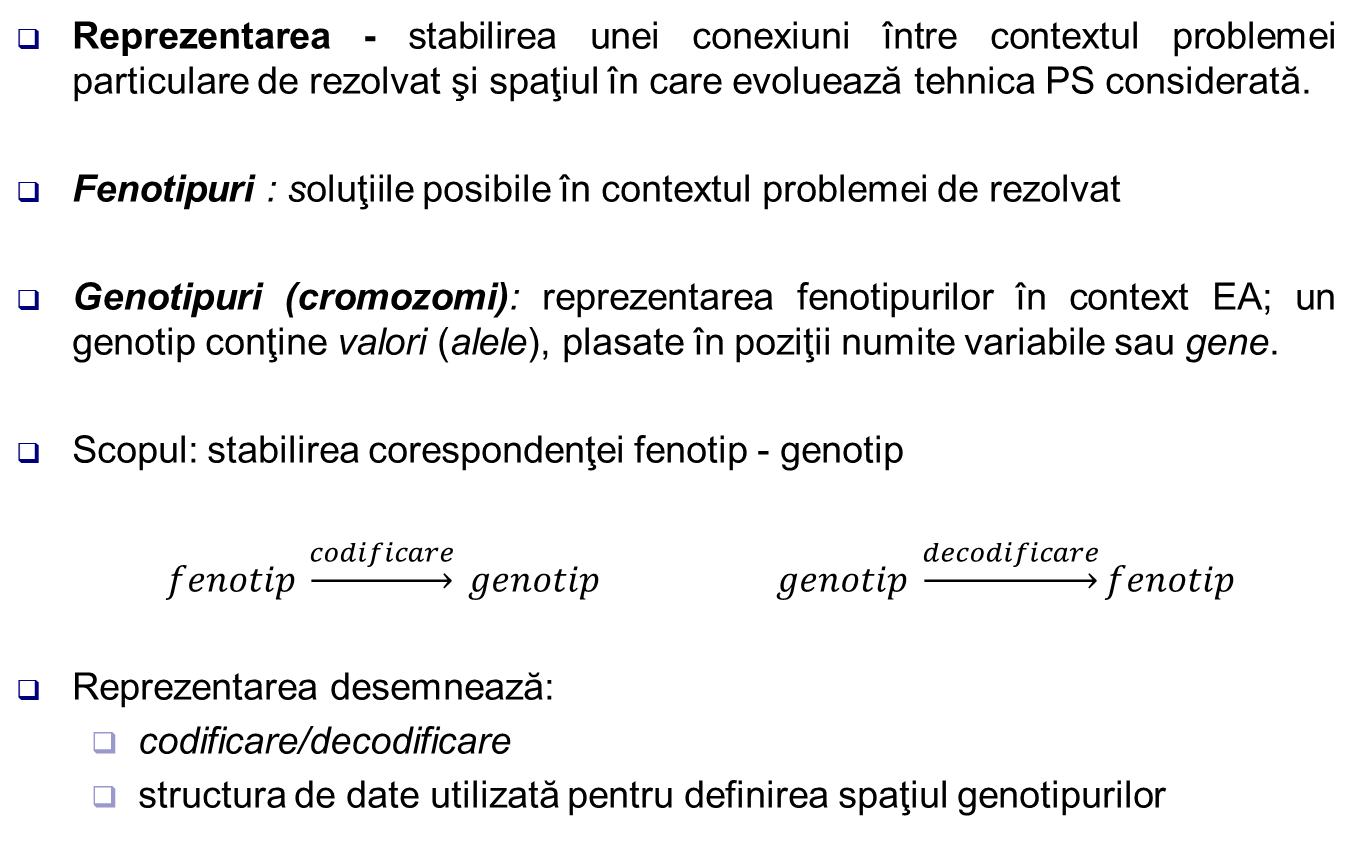 Reprezentarea - stabilirea unei conexiuni între contextul problemei
particulare de rezolvat şi spaţiul în care evoluează tehnica PS considerată.
Fenotipuri : soluţiile posibile în contextul problemei de rezolvat
Genotipuri (cromozomi): reprezentarea fenotipurilor în context EA; un
genotip conţine valori (alele), plasate în poziţii numite variabile sau gene.
Scopul: stabilirea corespondenţei fenotip - genotip
fenotip codificare genotip genotip decodificare fenotip
Reprezentarea desemnează:
codificare/decodificare
structura de date utilizată pentru definirea spaţiul genotipurilor